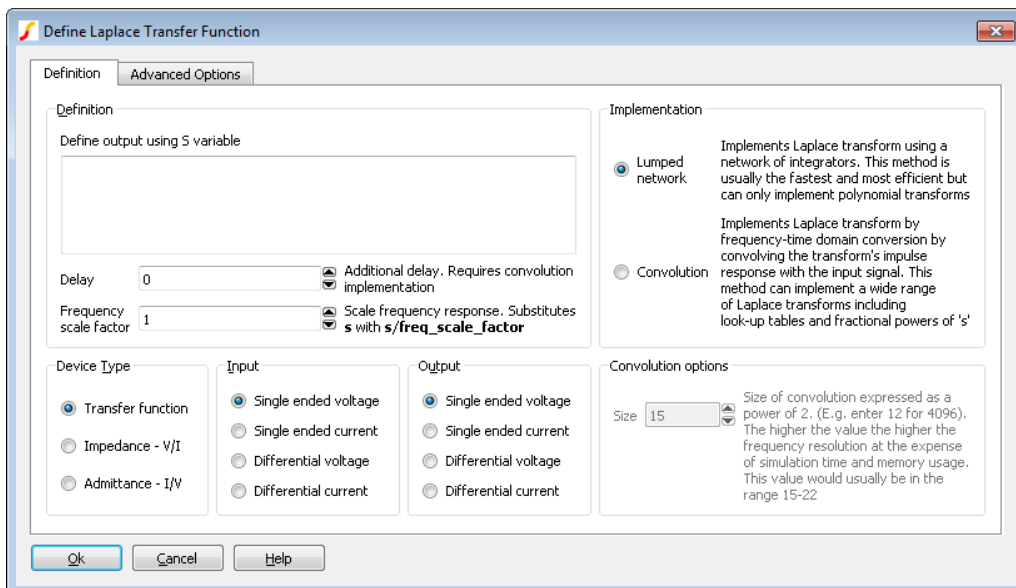 Define Laplace Transfer Function
Definition
Advanced Options
Definition
Define output using S variable
Delay
0
Additional delay. Requires convolution
implementation
Frequency
scale factor
1
Scale frequency response. Substitutes
s with s/freq_scale_factor
Implementation
Lumped
network
Implements Laplace transform using a
network of integrators. This method is
usually the fastest and most efficient but
can only implement polynomial transforms
Convolution
Implements Laplace transform by
frequency-time domain conversion by
convolving the transform's impulse
response with the input signal. This
method can implement a wide range
of Laplace transforms including
look-up tables and fractional powers of 's'
Device Type
Transfer function
Impedance - V/I
Admittance - I/V
Input
Single ended voltage
Single ended current
Differential voltage
Differential current
Output
Single ended voltage
Single ended current
Differential voltage
Differential current
Convolution options
Size
15
Size of convolution expressed as a
power of 2. (E.g. enter 12 for 4096).
The higher the value the higher the
frequency resolution at the expense
of simulation time and memory usage.
This value would usually be in the
range 15-22
Ok
Cancel
Help